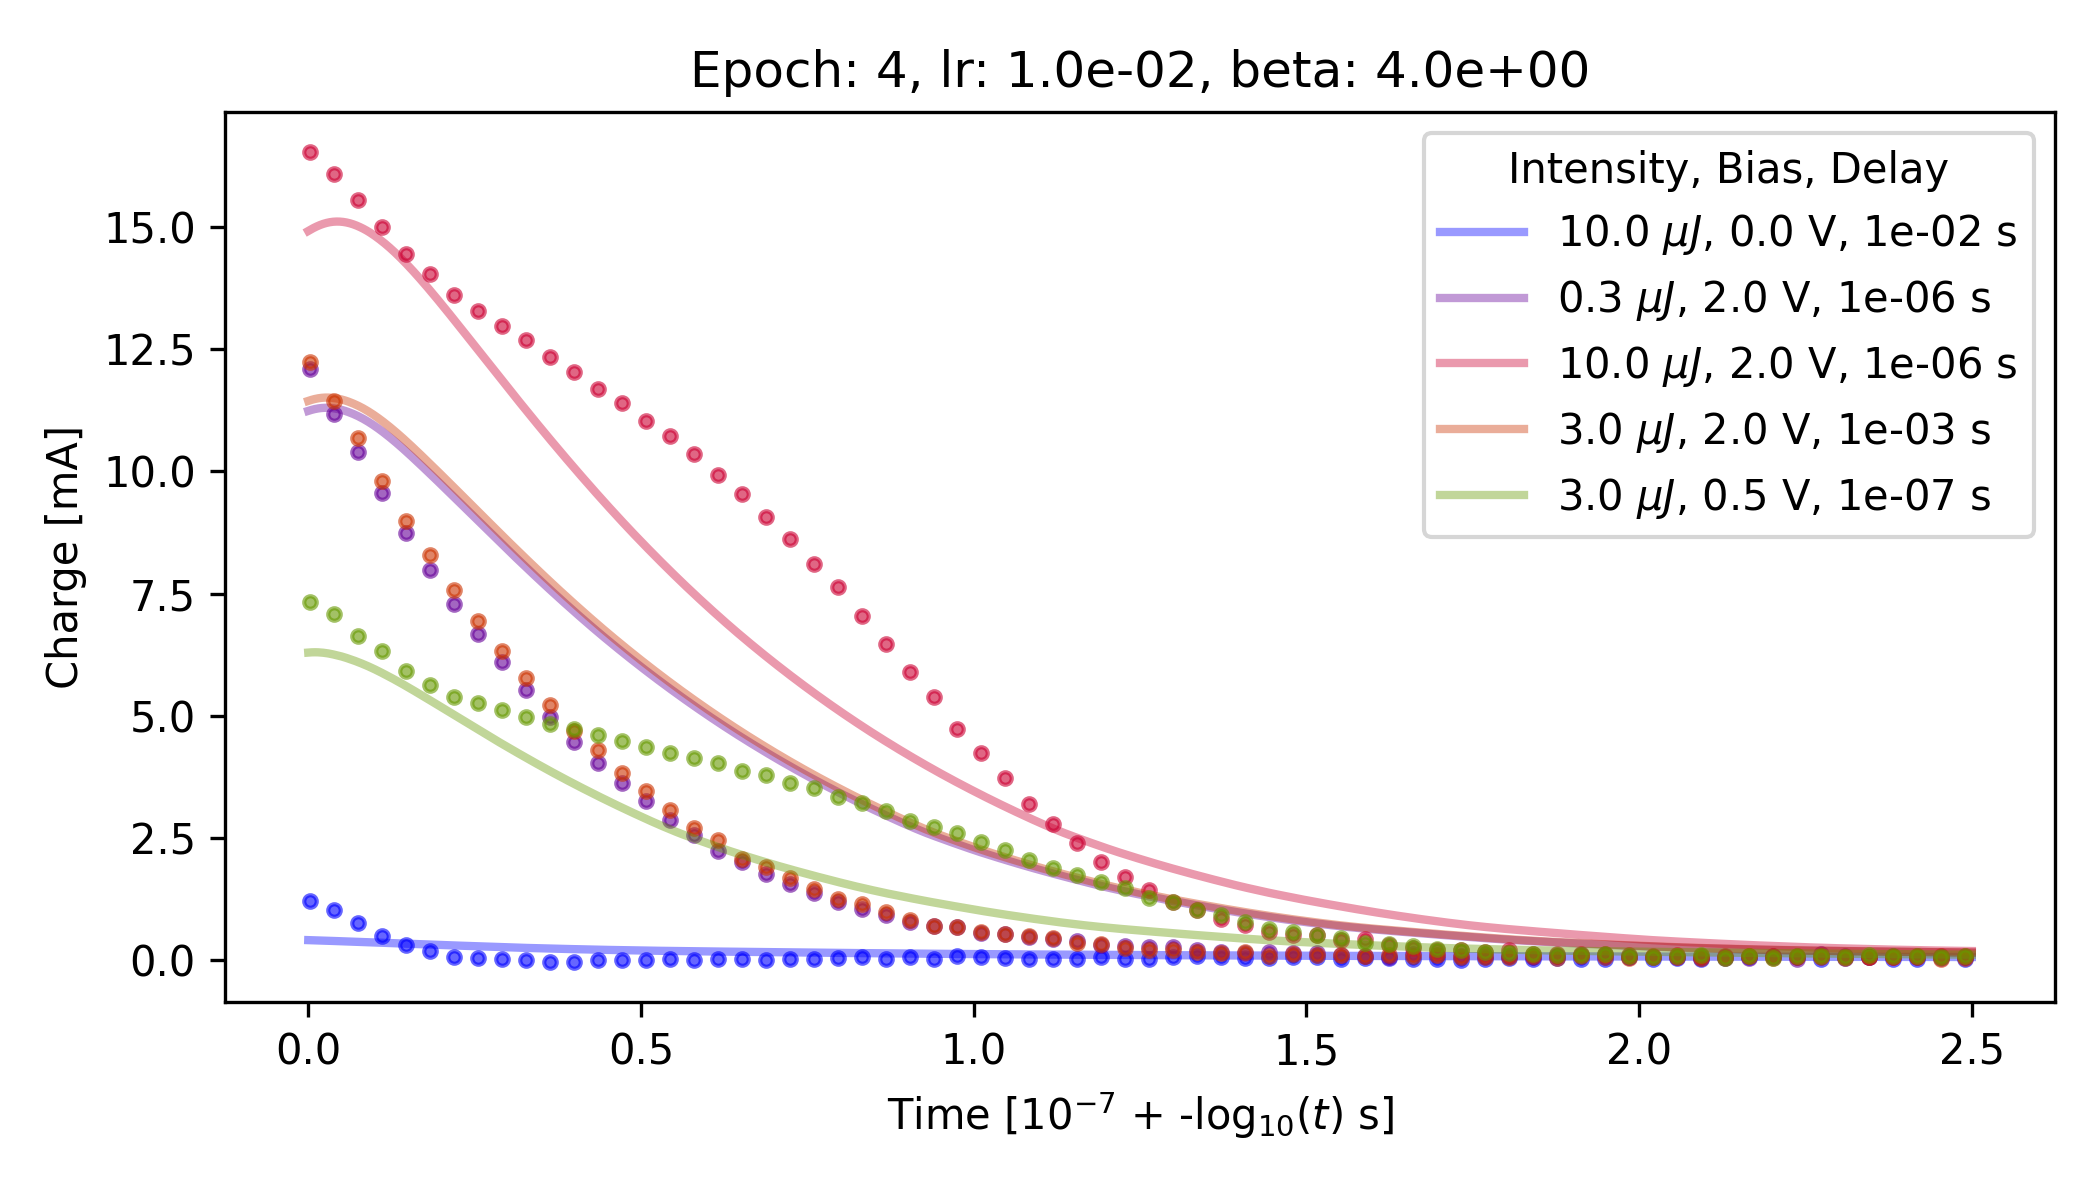 Epoch: 4, lr: 1.0e-02, beta: 4.0e+00
Charge [mA]
15.0
12.5
10.0
7.5
5.0
2.5
0.0
Intensity, Bias, Delay
10.0 μJ, 0.0 V, 1e-02 s
0.3 μJ, 2.0 V, 1e-06 s
10.0 μJ, 2.0 V, 1e-06 s
3.0 μJ, 2.0 V, 1e-03 s
3.0 μJ, 0.5 V, 1e-07 s
0.0 0.5 1.0 1.5 2.0 2.5
Time [10⁻⁷ + -log₁₀(t) s]